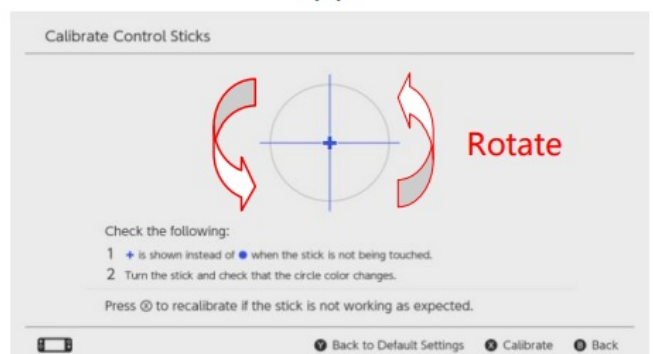 Calibrate Control Sticks
Rotate
Check the following:
1 + is shown instead of ● when the stick is not being touched.
2 Turn the stick and check that the circle color changes.
Press Ⓧ to recalibrate if the stick is not working as expected.
Ⓨ Back to Default Settings Ⓧ Calibrate Ⓑ Back